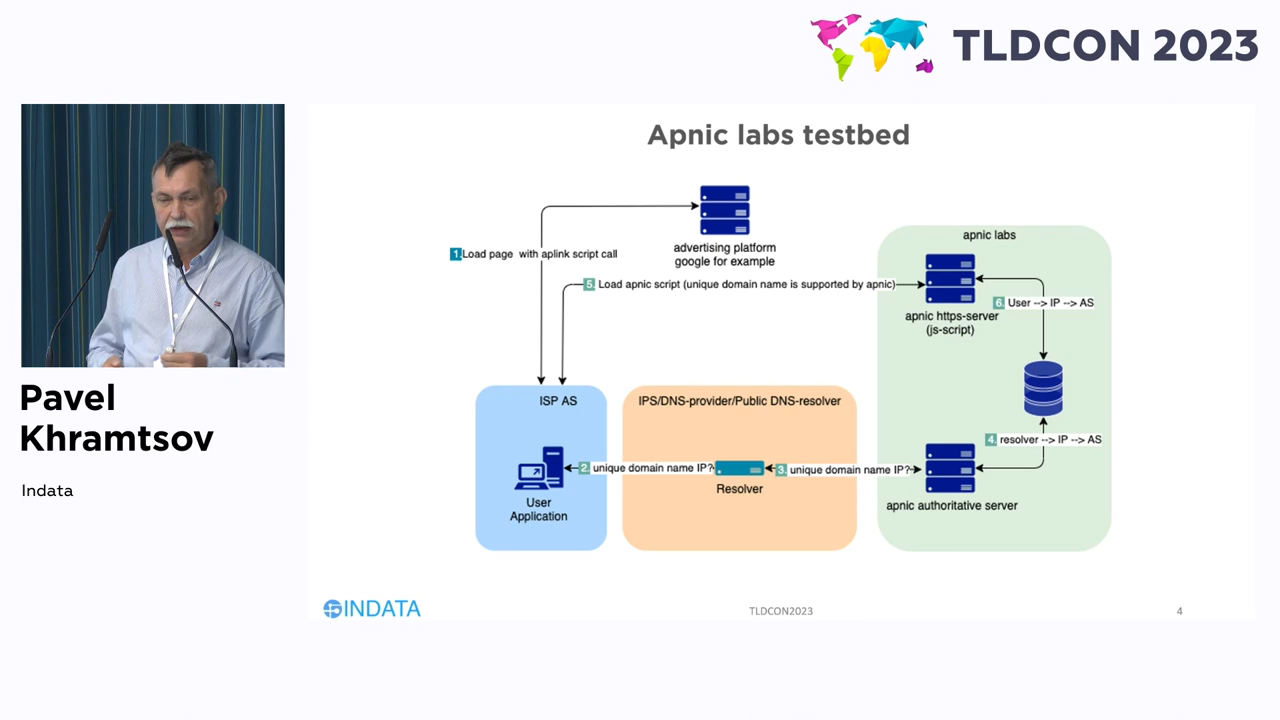 TLDCON 2023
Pavel
Khramtsov
Indata
Apnic labs testbed
advertising platform
google for example
1. Load page with aplink script call
5. Load apnic script (unique domain name is supported by apnic)
apnic labs
apnic https-server
(js-script)
6. User --> IP --> AS
ISP AS
IPS/DNS-provider/Public DNS-resolver
4. resolver --> IP --> AS
2. unique domain name IP?
3. unique domain name IP?
Resolver
User
Application
apnic authoritative server
INDATA
TLDCON2023
4